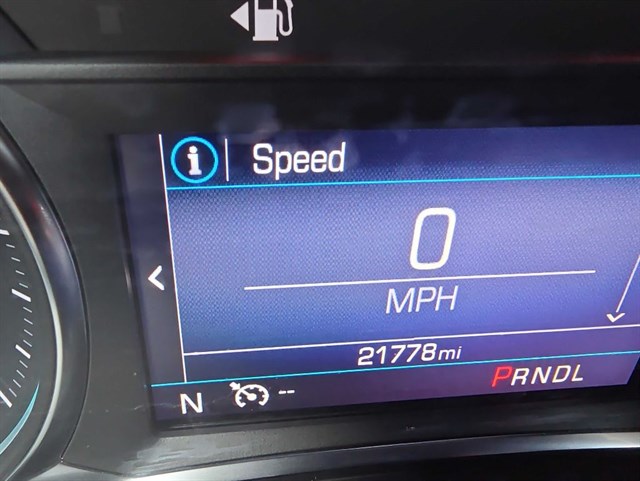 i Speed
0
MPH
21778mi
N --
PRNDL